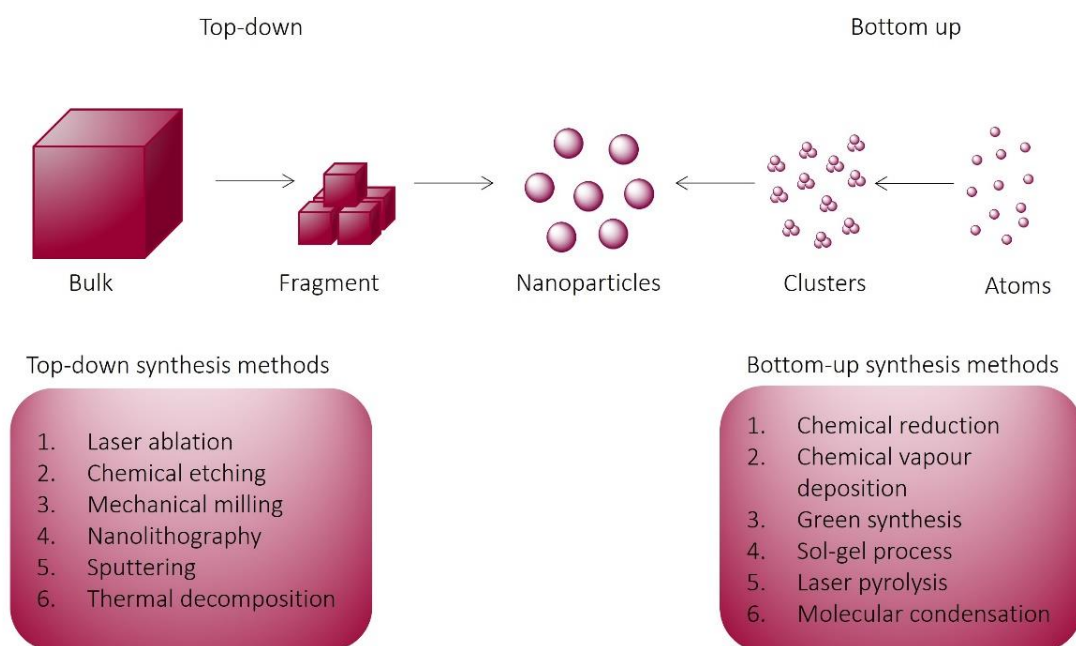 Top-down
Bottom up
Bulk
Fragment
Nanoparticles
Clusters
Atoms
Top-down synthesis methods
1. Laser ablation
2. Chemical etching
3. Mechanical milling
4. Nanolithography
5. Sputtering
6. Thermal decomposition
Bottom-up synthesis methods
1. Chemical reduction
2. Chemical vapour
deposition
3. Green synthesis
4. Sol-gel process
5. Laser pyrolysis
6. Molecular condensation